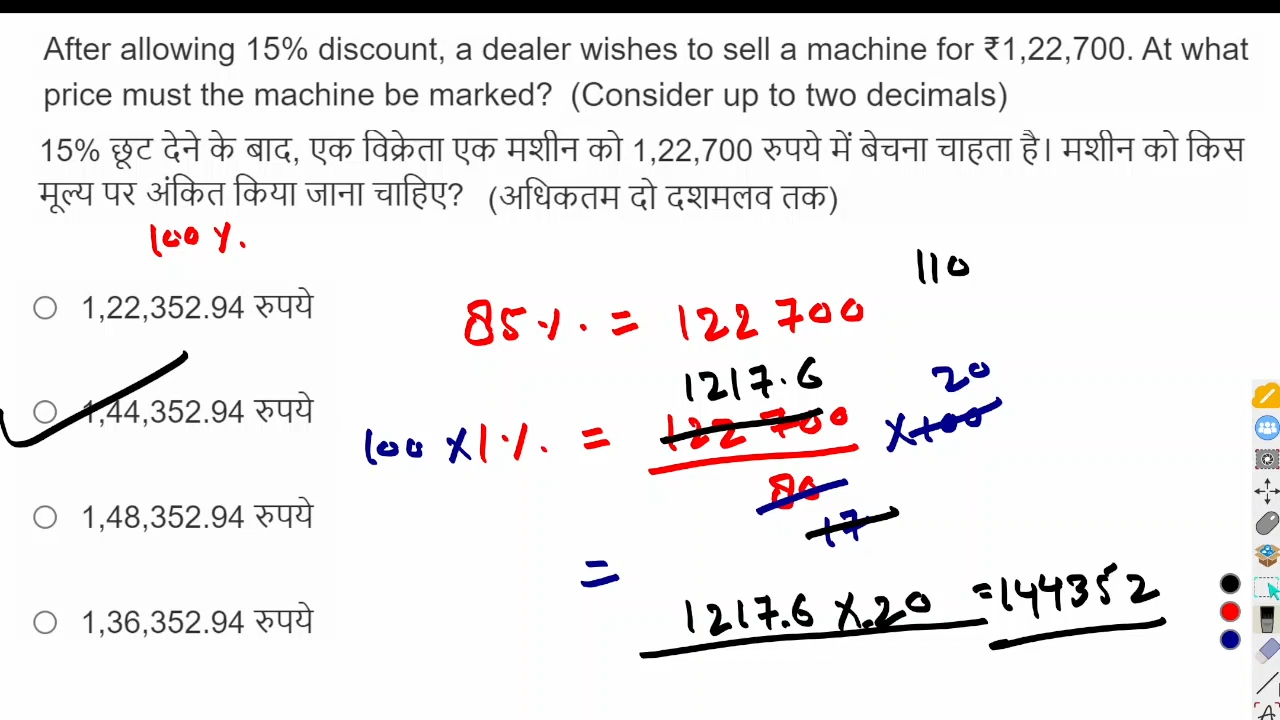 After allowing 15% discount, a dealer wishes to sell a machine for ₹1,22,700. At what
price must the machine be marked? (Consider up to two decimals)
15% छूट देने के बाद, एक विक्रेता एक मशीन को 1,22,700 रुपये में बेचना चाहता है। मशीन को किस
मूल्य पर अंकित किया जाना चाहिए? (अधिकतम दो दशमलव तक)
100 %.
110
1,22,352.94 रुपये
85%. = 122700
1217.6
20
1,44,352.94 रुपये
100 X 1%. = 122700 X100
80
17
1,48,352.94 रुपये
=
1217.6 X.20 =144352
1,36,352.94 रुपये